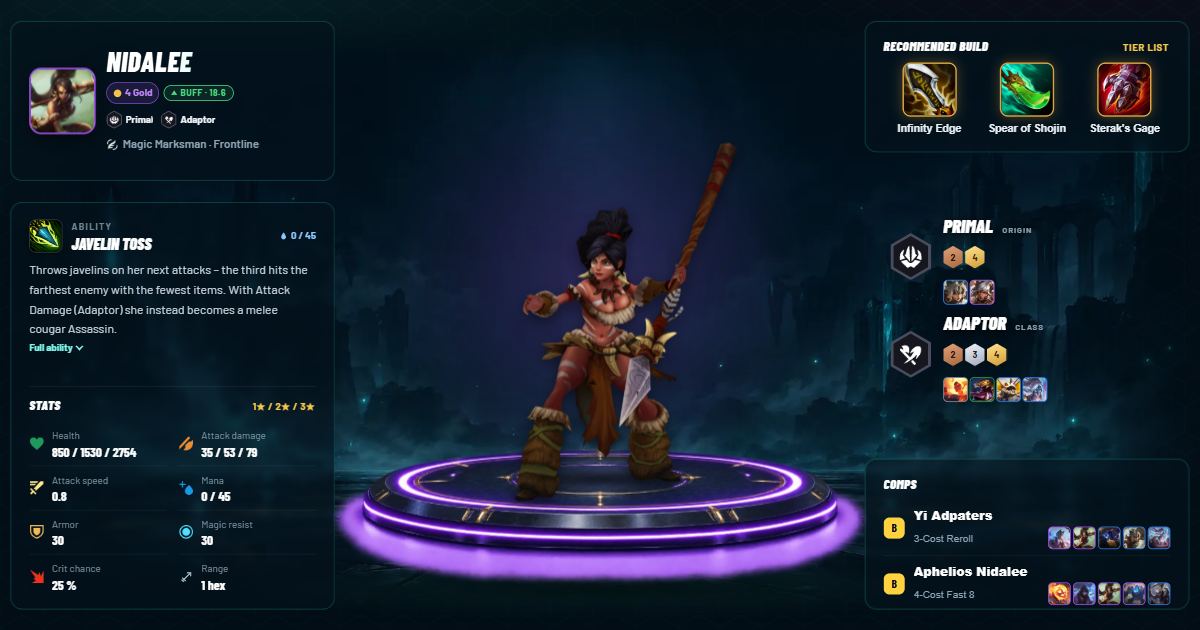 NIDALEE
4 Gold
BUFF · 18.6
Primal
Adaptor
Magic Marksman · Frontline
ABILITY
JAVELIN TOSS
0 / 45
Throws javelins on her next attacks – the third hits the
farthest enemy with the fewest items. With Attack
Damage (Adaptor) she instead becomes a melee
cougar Assassin.
Full ability
STATS
1★ / 2★ / 3★
Health
850 / 1530 / 2754
Attack damage
35 / 53 / 79
Attack speed
0.8
Mana
0 / 45
Armor
30
Magic resist
30
Crit chance
25 %
Range
1 hex
RECOMMENDED BUILD
TIER LIST
Infinity Edge
Spear of Shojin
Sterak's Gage
PRIMAL ORIGIN
2 4
ADAPTOR CLASS
2 3 4
COMPS
B
Yi Adpaters
3-Cost Reroll
B
Aphelios Nidalee
4-Cost Fast 8